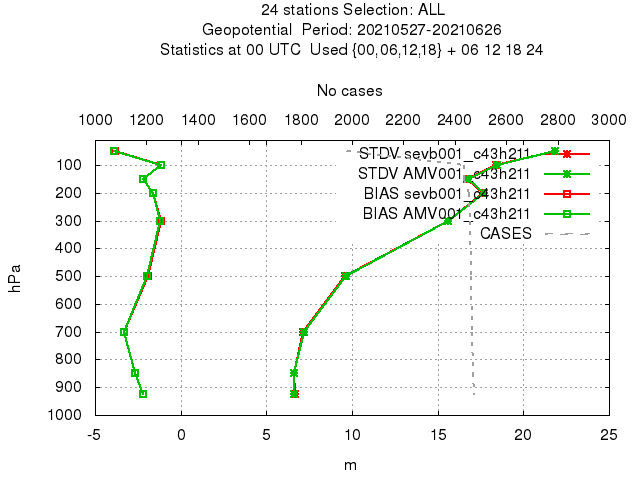 24 stations Selection: ALL
Geopotential  Period: 20210527-20210626
Statistics at 00 UTC  Used {00,06,12,18} + 06 12 18 24
No cases
1000 1200 1400 1600 1800 2000 2200 2400 2600 2800 3000
STDV sevb001_c43h211
STDV AMV001_c43h211
BIAS sevb001_c43h211
BIAS AMV001_c43h211
CASES
100
200
300
400
500
600
700
800
900
1000
hPa
-5 0 5 10 15 20 25
m